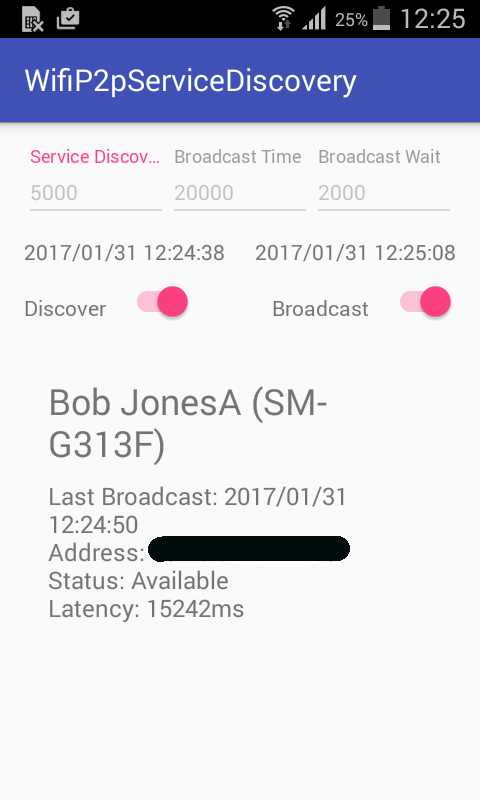 25% 12:25
WifiP2pServiceDiscovery
Service Discov... Broadcast Time Broadcast Wait
5000 20000 2000
2017/01/31 12:24:38 2017/01/31 12:25:08
Discover Broadcast
Bob JonesA (SM-
G313F)
Last Broadcast: 2017/01/31
12:24:50
Address:
Status: Available
Latency: 15242ms